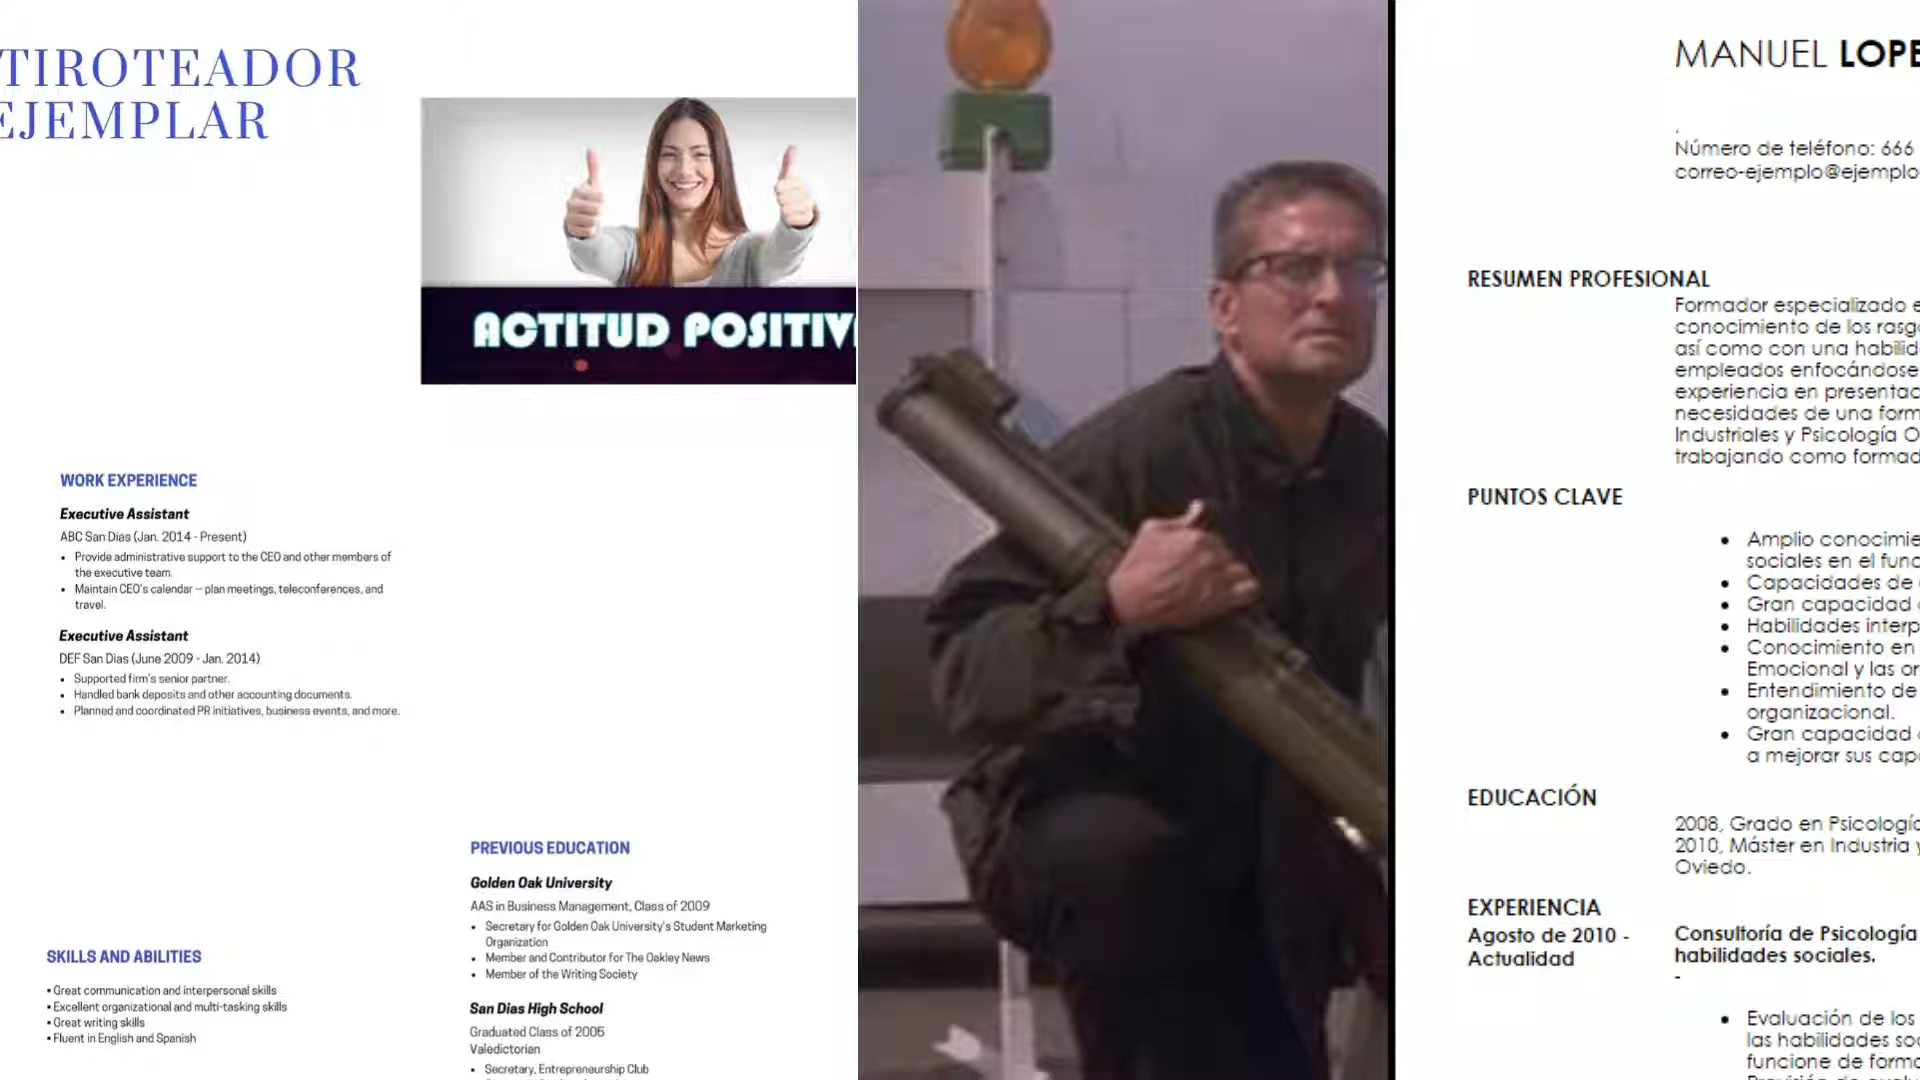 TIROTEADOR
EJEMPLAR
ACTITUD POSITIV
WORK EXPERIENCE
Executive Assistant
ABC San Dias (Jan. 2014 - Present)
• Provide administrative support to the CEO and other members of
the executive team.
• Maintain CEO's calendar — plan meetings, teleconferences, and
travel.
Executive Assistant
DEF San Dias (June 2009 - Jan. 2014)
• Supported firm's senior partner.
• Handled bank deposits and other accounting documents.
• Planned and coordinated PR initiatives, business events, and more.
PREVIOUS EDUCATION
Golden Oak University
AAS in Business Management, Class of 2009
• Secretary for Golden Oak University's Student Marketing
Organization
• Member and Contributor for The Oakley News
• Member of the Writing Society
San Dias High School
Graduated Class of 2005
Valedictorian
• Secretary, Entrepreneurship Club
SKILLS AND ABILITIES
• Great communication and interpersonal skills
• Excellent organizational and multi-tasking skills
• Great writing skills
• Fluent in English and Spanish
MANUEL LOPE
Número de teléfono: 666
correo-ejemplo@ejemplo
RESUMEN PROFESIONAL
Formador especializado e
conocimiento de los rasg
así como con una habilid
empleados enfocándose
experiencia en presentac
necesidades de una form
Industriales y Psicología O
trabajando como formad
PUNTOS CLAVE
• Amplio conocimie
sociales en el func
• Capacidades de
• Gran capacidad
• Habilidades interp
• Conocimiento en
Emocional y las or
• Entendimiento de
organizacional.
• Gran capacidad
a mejorar sus cap
EDUCACIÓN
2008, Grado en Psicología
2010, Máster en Industria y
Oviedo.
EXPERIENCIA
Agosto de 2010 -
Actualidad
Consultoría de Psicología
habilidades sociales.
-
• Evaluación de los
las habilidades soc
funcione de forma